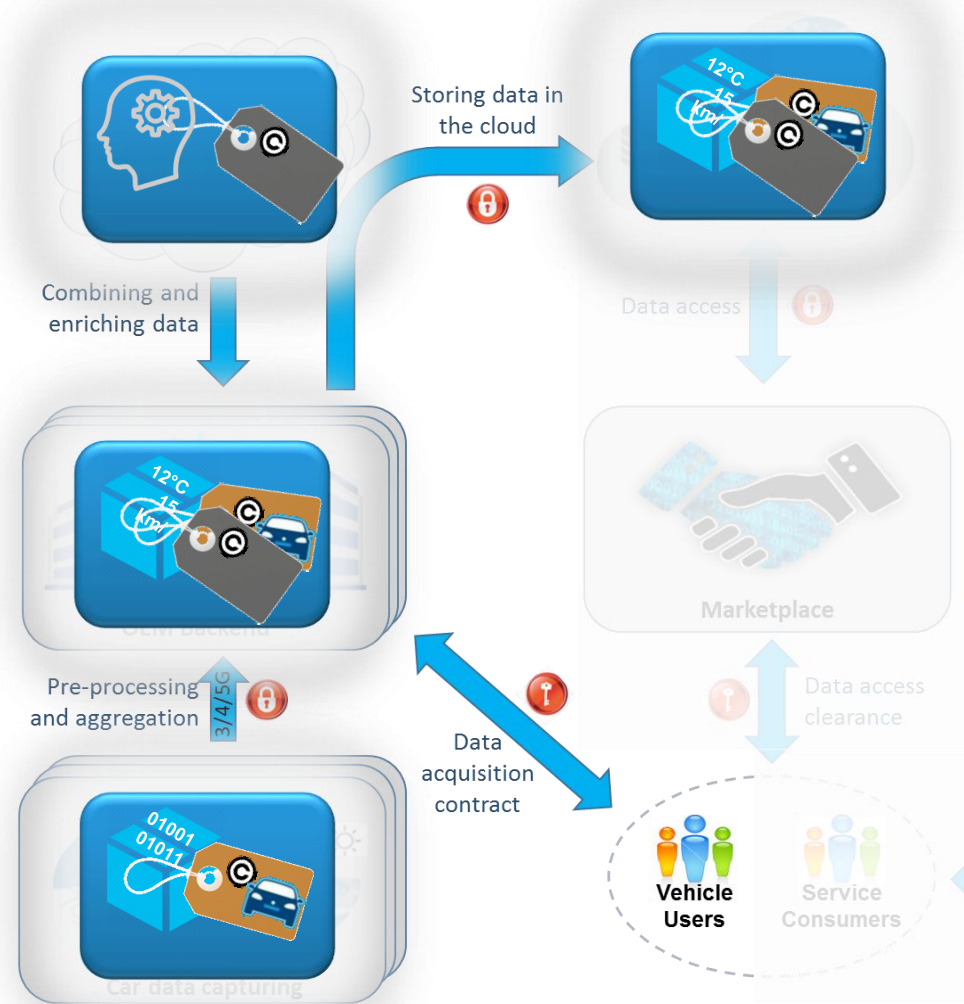 Storing data in
the cloud
12°C
15
km/
Combining and
enriching data
Data access
12°C
15
km/
OEM backend
Marketplace
Pre-processing
and aggregation
3/4/5G
Data access
clearance
Data
acquisition
contract
01001
01011
Vehicle
Users
Service
Consumers
Car data capturing